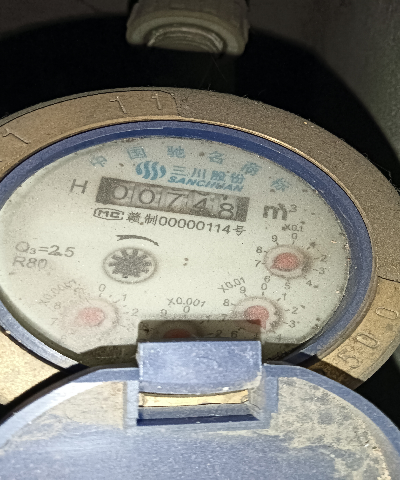 中国驰名商标
三川股份
SANCHUAN
H 00748 m³
MC 赣制00000114号
Q₃=2.5
R80
X0.1
X0.01
X0.001
X0.0001